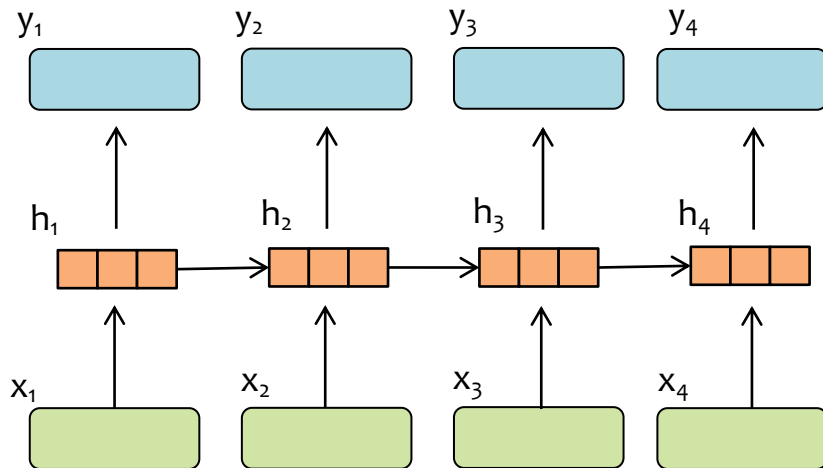 y₁ y₂ y₃ y₄
h₁ h₂ h₃ h₄
x₁ x₂ x₃ x₄